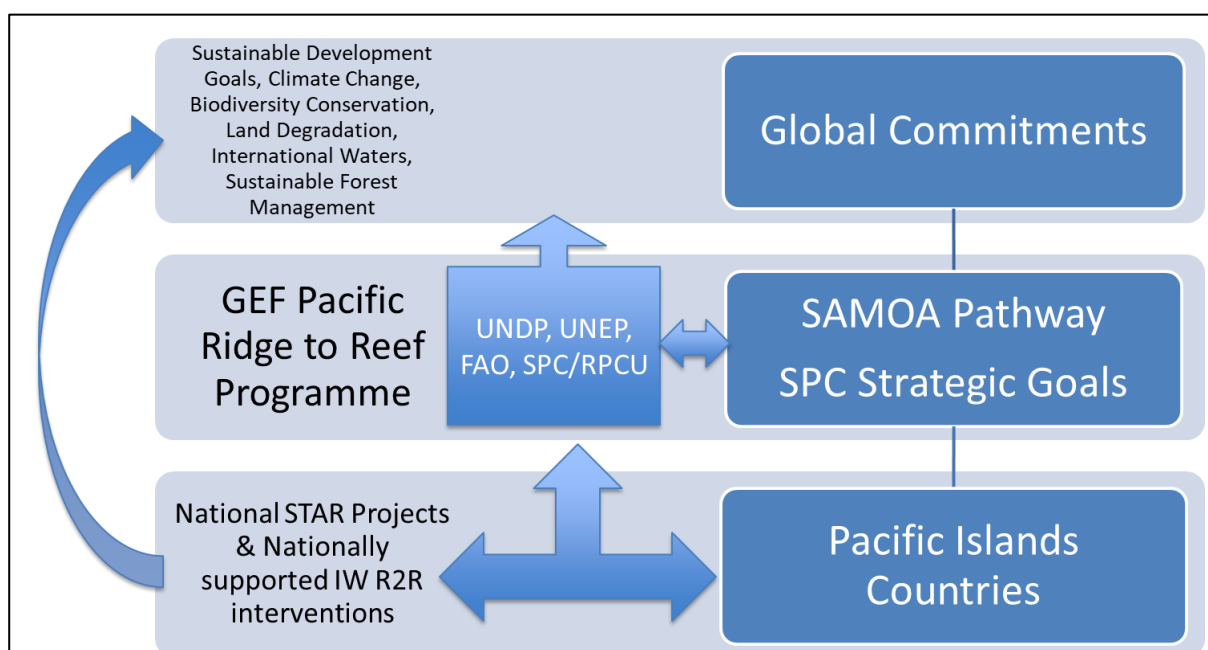 Sustainable Development
Goals, Climate Change,
Biodiversity Conservation,
Land Degradation,
International Waters,
Sustainable Forest
Management
Global Commitments
GEF Pacific
Ridge to Reef
Programme
UNDP, UNEP,
FAO, SPC/RPCU
SAMOA Pathway
SPC Strategic Goals
National STAR Projects
& Nationally
supported IW R2R
interventions
Pacific Islands
Countries